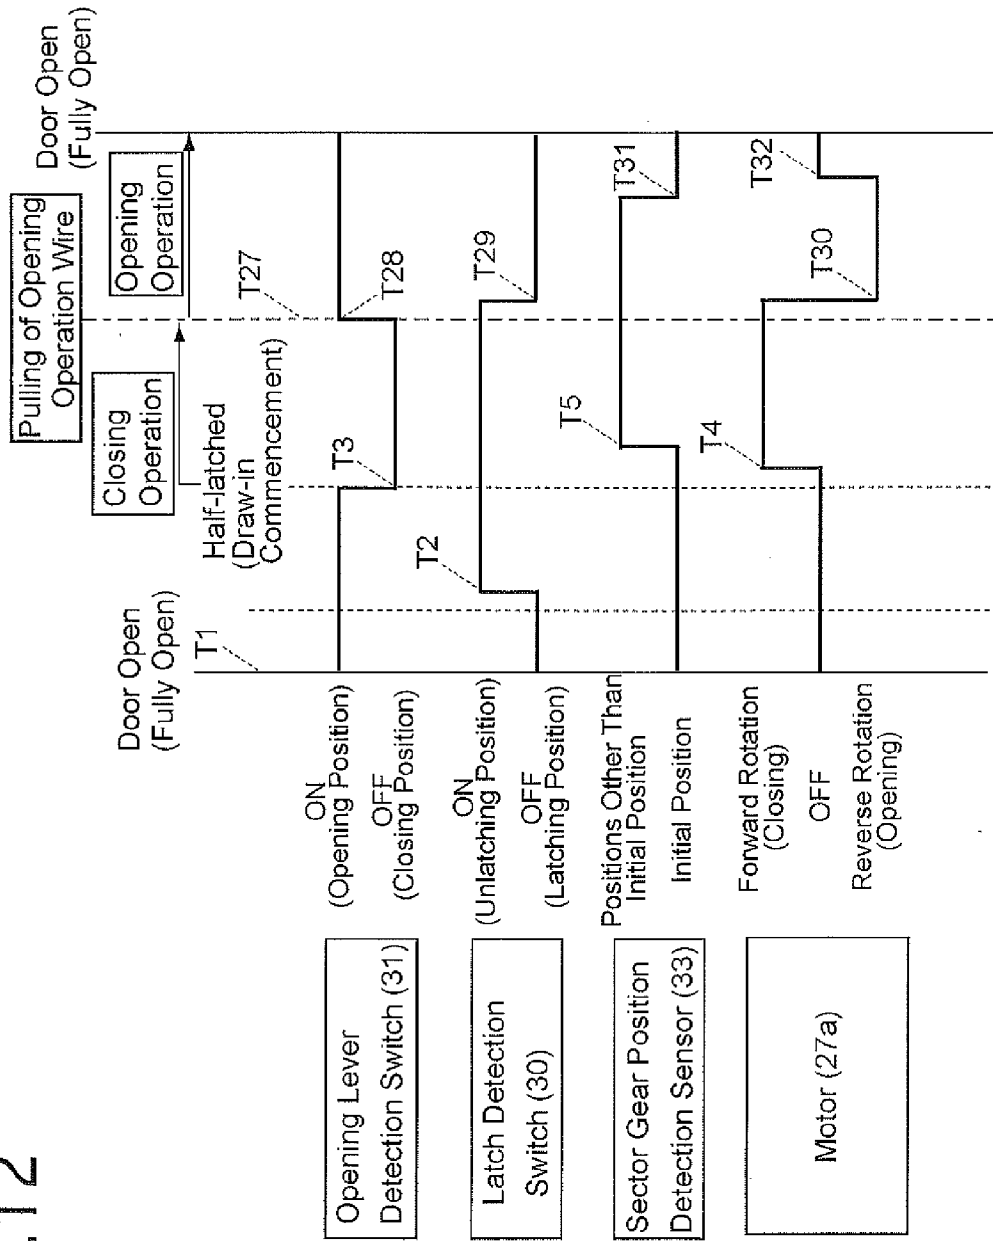 12
Pulling of Opening
Operation Wire
Door Open
(Fully Open)
Closing
Operation
Opening
Operation
Door Open
(Fully Open)
Half-latched
(Draw-in
Commencement)
T1
T27
Opening Lever
Detection Switch (31)
ON
(Opening Position)
OFF
(Closing Position)
T3
T28
Latch Detection
Switch (30)
ON
(Unlatching Position)
OFF
(Latching Position)
T2
T29
Sector Gear Position
Detection Sensor (33)
Positions Other Than
Initial Position
Initial Position
T5
T31
Motor (27a)
Forward Rotation
(Closing)
OFF
Reverse Rotation
(Opening)
T4
T30
T32